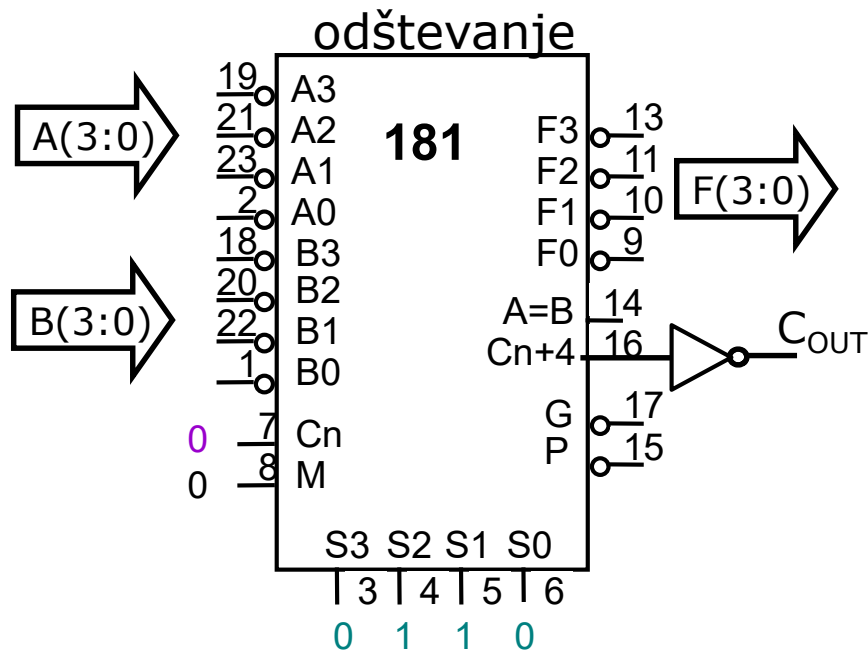 odštevanje
A(3:0)
B(3:0)
181
19 A3
21 A2
23 A1
2 A0
18 B3
20 B2
22 B1
1 B0
0 7 Cn
0 8 M
F3 13
F2 11
F1 10
F0 9
F(3:0)
A=B 14
Cn+4 16 COUT
G 17
P 15
S3 S2 S1 S0
3 4 5 6
0 1 1 0